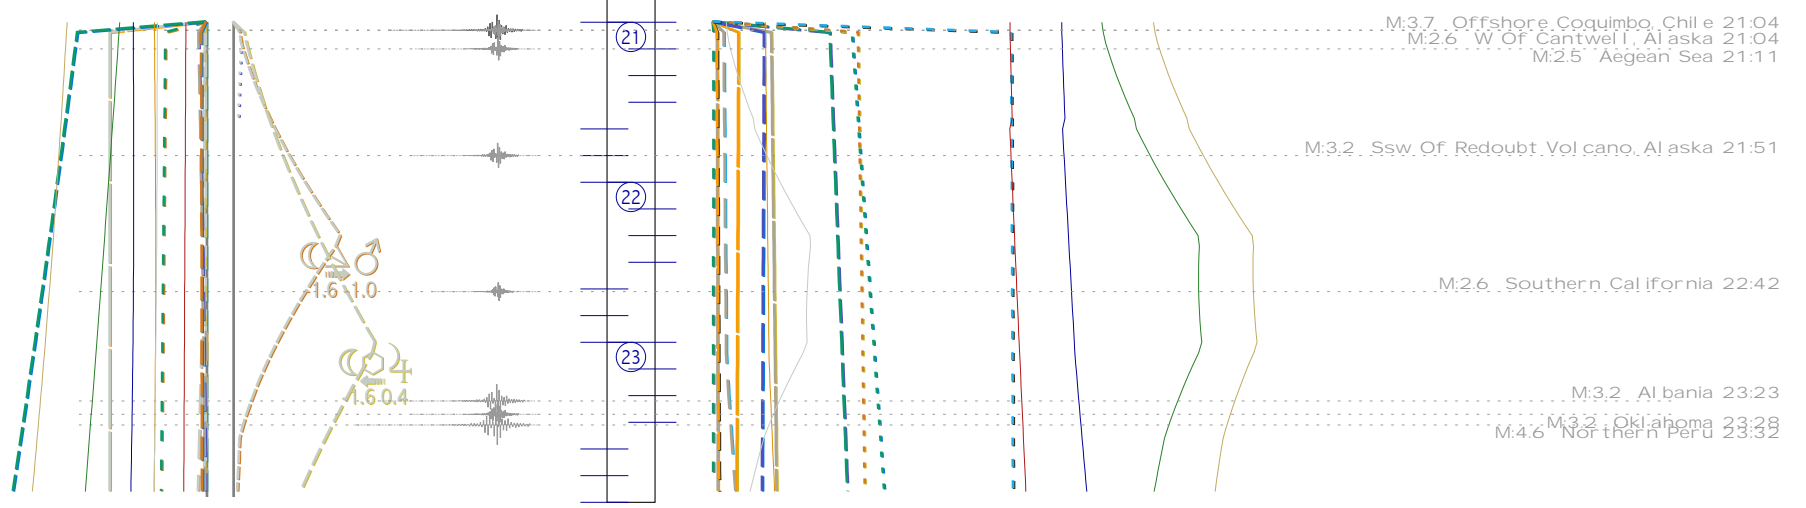 M:3.7 Offshore Coquimbo, Chile 21:04
M:2.6 W Of Cantwell, Alaska 21:04
M:2.5 Aegean Sea 21:11
21
M:3.2 Ssw Of Redoubt Volcano, Alaska 21:51
22
-1.6 -1.0
M:2.6 Southern California 22:42
23
1.6 0.4
M:3.2 Albania 23:23
M:3.2 Oklahoma 23:28
M:4.6 Northern Peru 23:32